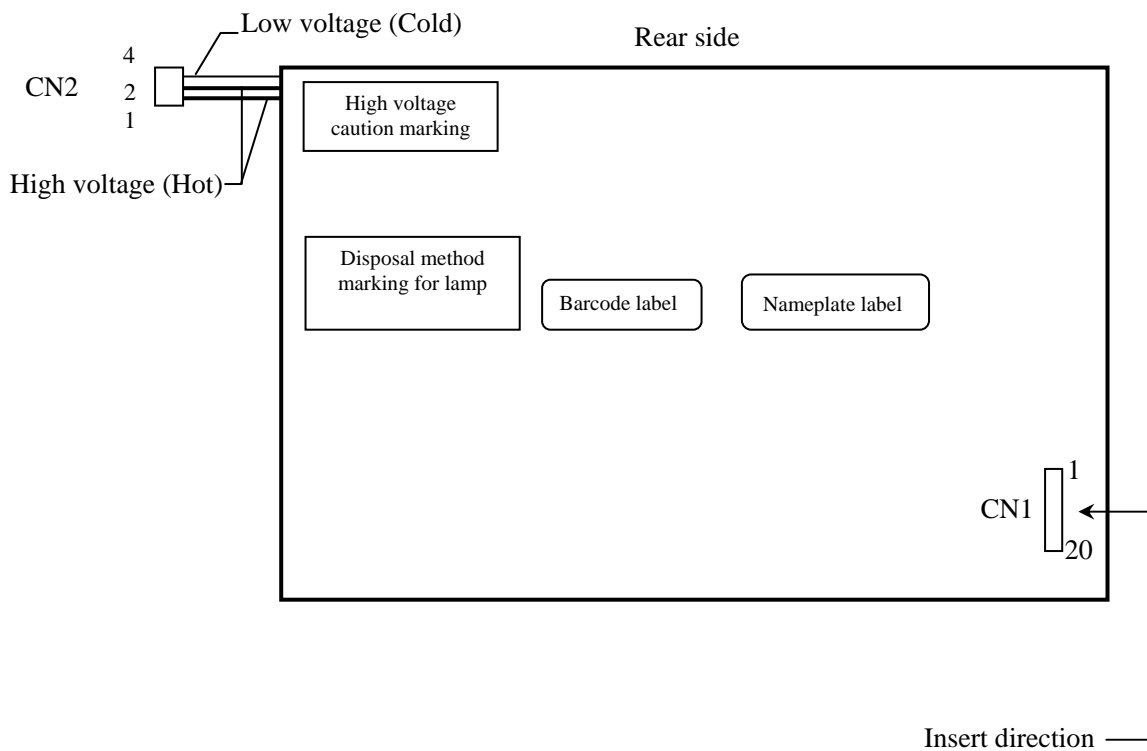 Low voltage (Cold)
Rear side
4
CN2
2
1
High voltage
caution marking
High voltage (Hot)
Disposal method
marking for lamp
Barcode label
Nameplate label
1
CN1
20
Insert direction